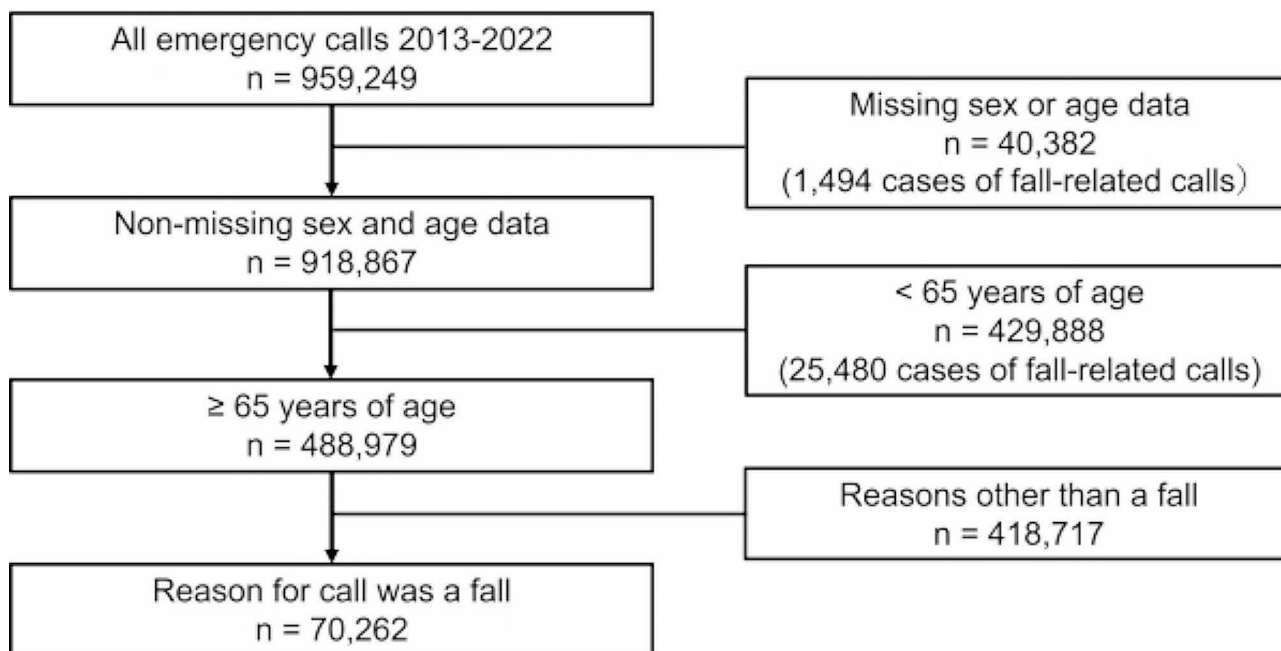 All emergency calls 2013-2022
n = 959,249
Missing sex or age data
n = 40,382
(1,494 cases of fall-related calls）
Non-missing sex and age data
n = 918,867
< 65 years of age
n = 429,888
(25,480 cases of fall-related calls)
≥ 65 years of age
n = 488,979
Reasons other than a fall
n = 418,717
Reason for call was a fall
n = 70,262